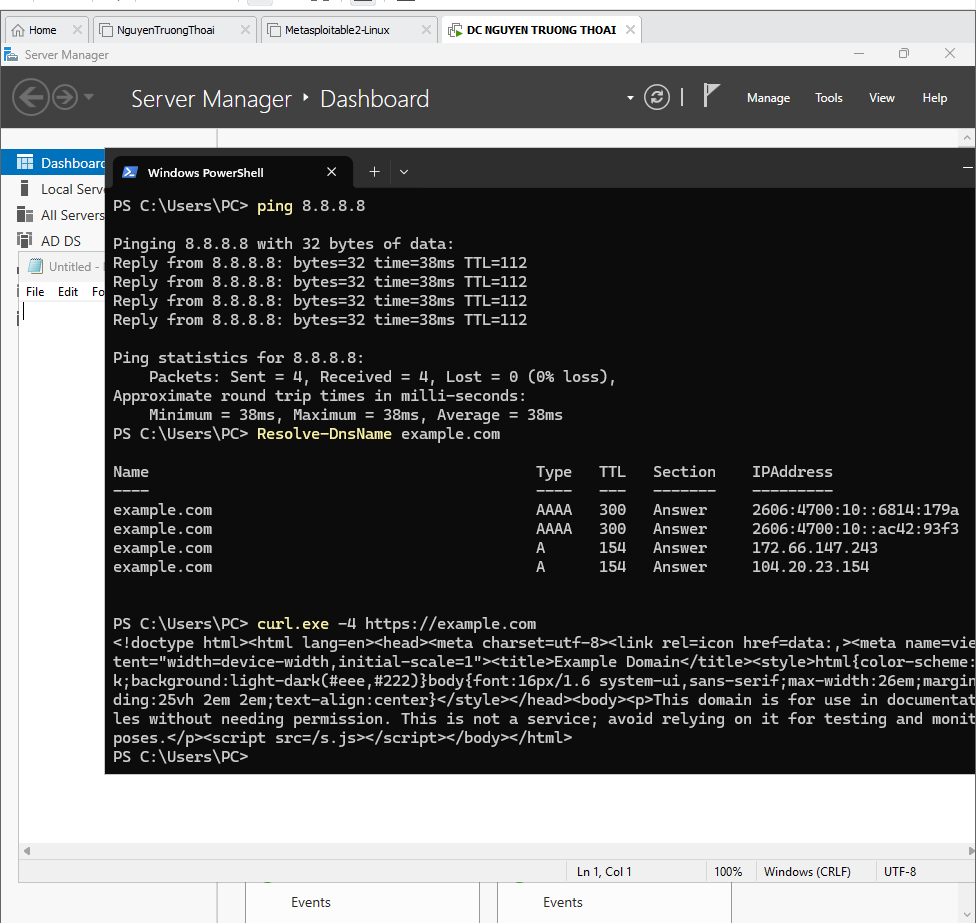 Home
NguyenTruongThoai
Metasploitable2-Linux
DC NGUYEN TRUONG THOAI
Server Manager
Server Manager Dashboard
Manage Tools View Help
Dashboard
Local Serve
All Servers
AD DS
Untitled -
File Edit Fo
Windows PowerShell
PS C:\Users\PC> ping 8.8.8.8
Pinging 8.8.8.8 with 32 bytes of data:
Reply from 8.8.8.8: bytes=32 time=38ms TTL=112
Reply from 8.8.8.8: bytes=32 time=38ms TTL=112
Reply from 8.8.8.8: bytes=32 time=38ms TTL=112
Reply from 8.8.8.8: bytes=32 time=38ms TTL=112
Ping statistics for 8.8.8.8:
Packets: Sent = 4, Received = 4, Lost = 0 (0% loss),
Approximate round trip times in milli-seconds:
Minimum = 38ms, Maximum = 38ms, Average = 38ms
PS C:\Users\PC> Resolve-DnsName example.com
Name Type TTL Section IPAddress
---- ---- --- ------- ---------
example.com AAAA 300 Answer 2606:4700:10::6814:179a
example.com AAAA 300 Answer 2606:4700:10::ac42:93f3
example.com A 154 Answer 172.66.147.243
example.com A 154 Answer 104.20.23.154
PS C:\Users\PC> curl.exe -4 https://example.com
<!doctype html><html lang=en><head><meta charset=utf-8><link rel=icon href=data:,><meta name=vie
tent="width=device-width,initial-scale=1"><title>Example Domain</title><style>html{color-scheme:
k;background:light-dark(#eee,#222)}body{font:16px/1.6 system-ui,sans-serif;max-width:26em;margin
ding:25vh 2em 2em;text-align:center}</style></head><body><p>This domain is for use in documentat
les without needing permission. This is not a service; avoid relying on it for testing and monit
poses.</p><script src=/s.js></script></body></html>
PS C:\Users\PC>
Ln 1, Col 1 100% Windows (CRLF) UTF-8
Events Events